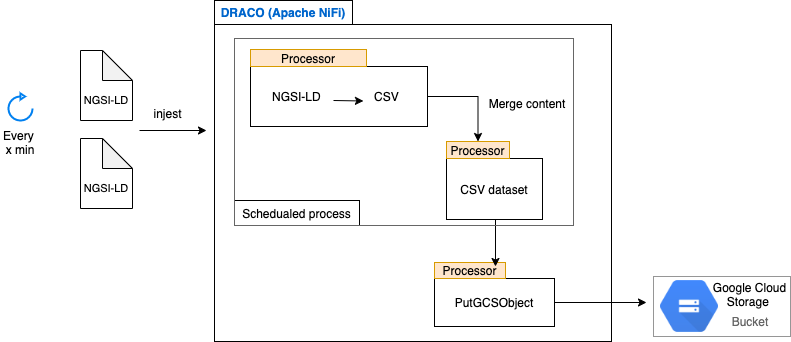 DRACO (Apache NiFi)
Processor
NGSI-LD
CSV
NGSI-LD
injest
Merge content
Every
x min
Processor
NGSI-LD
CSV dataset
Schedualed process
Processor
PutGCSObject
Google Cloud
Storage
Bucket